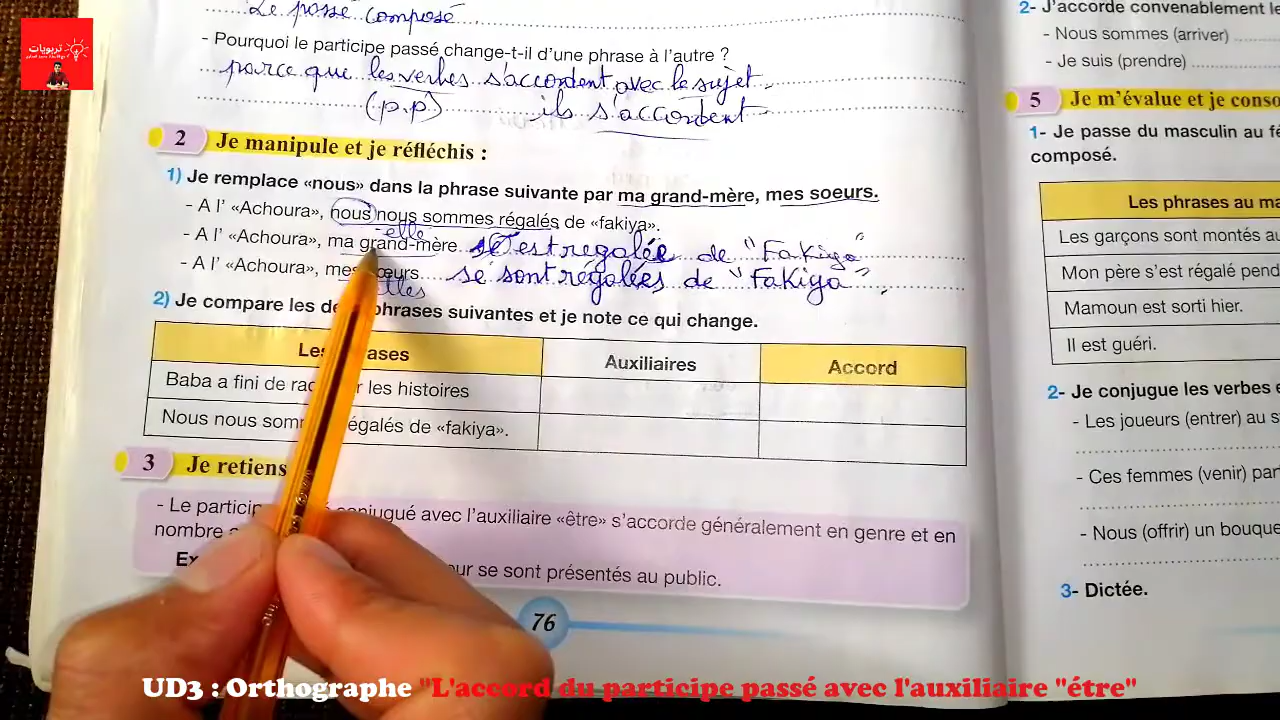 تربويات
Le passé composé
- Pourquoi le participe passé change-t-il d'une phrase à l'autre ?
parce que les verbes s'accordent avec le sujet.
(p.p) ils s'accordent
2 Je manipule et je réfléchis :
1) Je remplace «nous» dans la phrase suivante par ma grand-mère, mes soeurs.
- A l' «Achoura», nous nous sommes régalés de «fakiya».
elle
- A l' «Achoura», ma grand-mère s'est regalée de "Fakiya"
- A l' «Achoura», mes sœurs se sont régalées de "Fakiya".
elles
2) Je compare les phrases suivantes et je note ce qui change.
Auxiliaires
Accord
Baba a fini de les histoires
Nous nous régalés de «fakiya».
3 Je retiens
- Le conjugué avec l'auxiliaire «être» s'accorde généralement en genre et en
nombre
se sont présentés au public.
76
2- J'accorde convenablement le
- Nous sommes (arriver)
- Je suis (prendre)
5 Je m'évalue et je conso
1- Je passe du masculin au fé
composé.
Les phrases au ma
Les garçons sont montés au
Mon père s'est régalé pend
Mamoun est sorti hier.
Il est guéri.
2- Je conjugue les verbes
- Les joueurs (entrer) au s
- Ces femmes (venir) par
- Nous (offrir) un bouque
3- Dictée.
UD3 : Orthographe "L'accord du participe passé avec l'auxiliaire "étre"